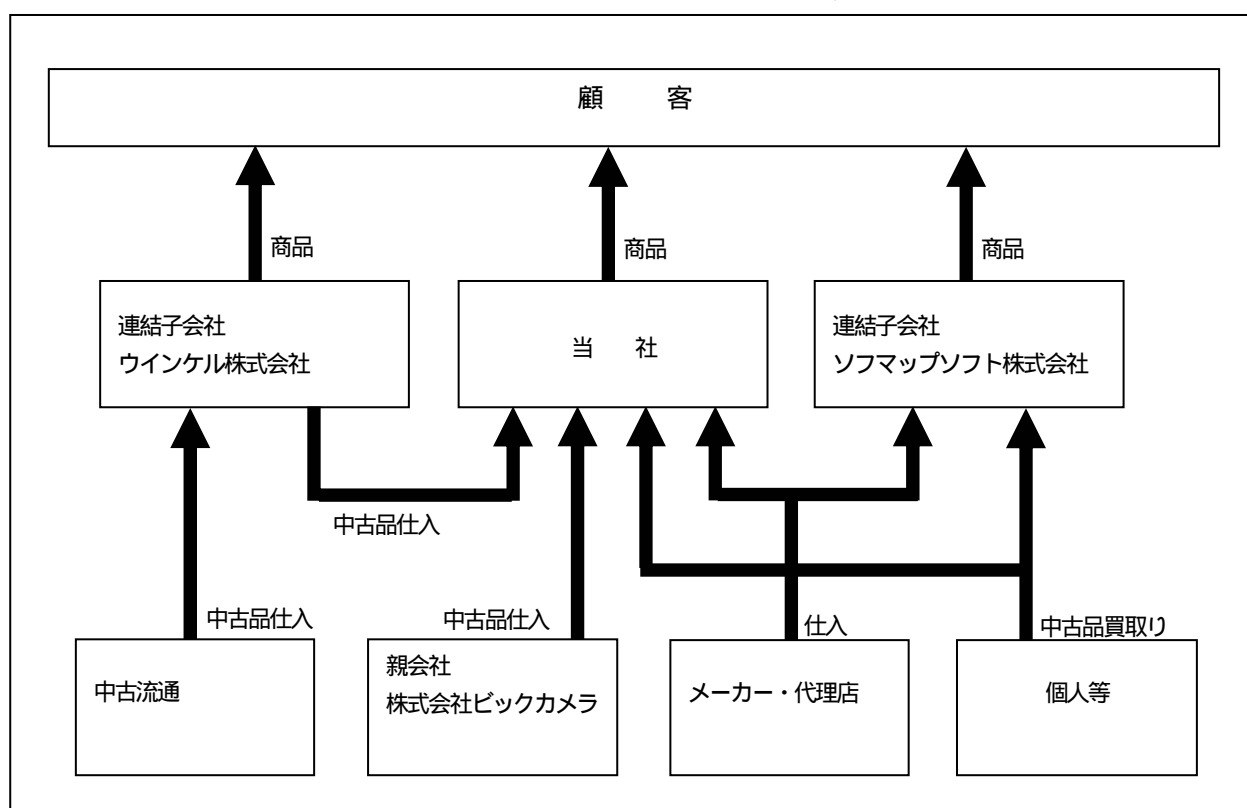 顧　　客
商品
商品
商品
連結子会社
ウインケル株式会社
当　社
連結子会社
ソフマップソフト株式会社
中古品仕入
中古品仕入
中古品仕入
仕入
中古品買取り
中古流通
親会社
株式会社ビックカメラ
メーカー・代理店
個人等